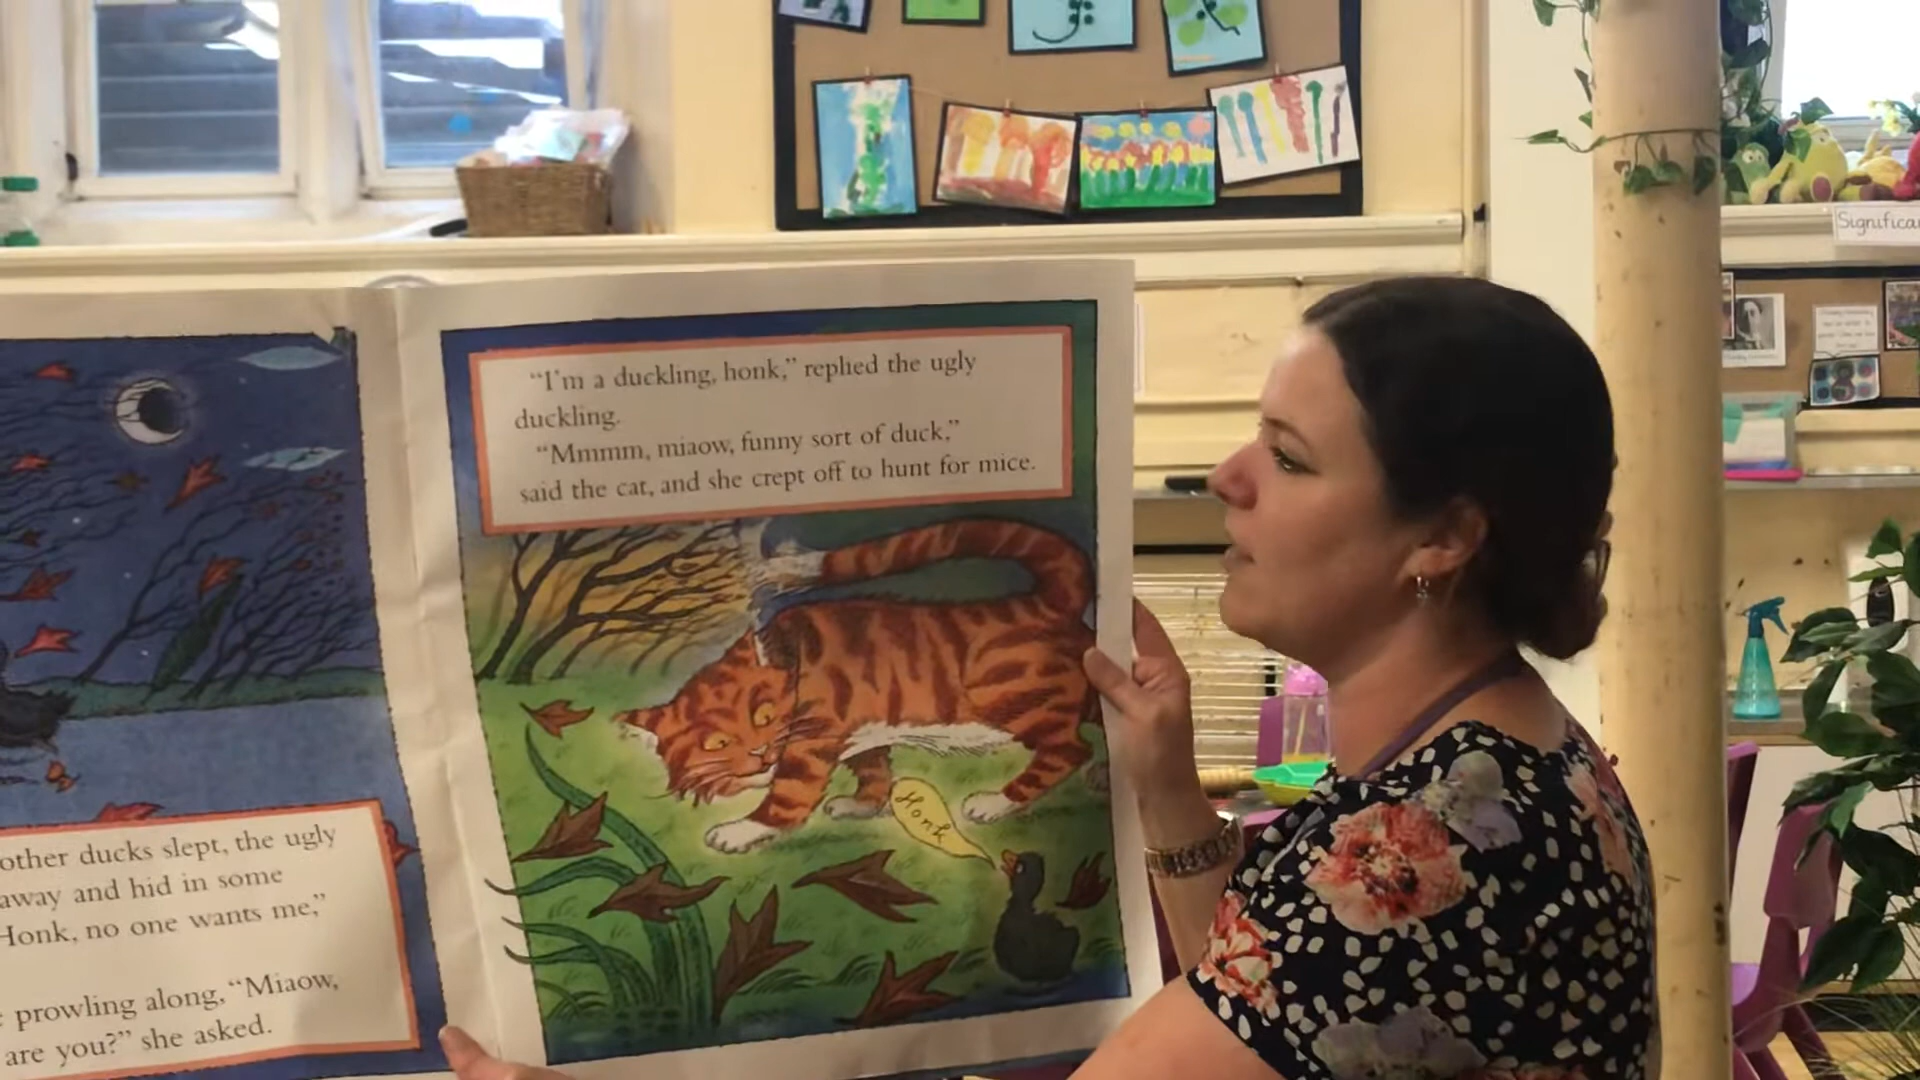 other ducks slept, the ugly
away and hid in some
Honk, no one wants me,"
prowling along, "Miaow,
are you?" she asked.
"I'm a duckling, honk," replied the ugly
duckling.
"Mmmm, miaow, funny sort of duck,"
said the cat, and she crept off to hunt for mice.
Honk